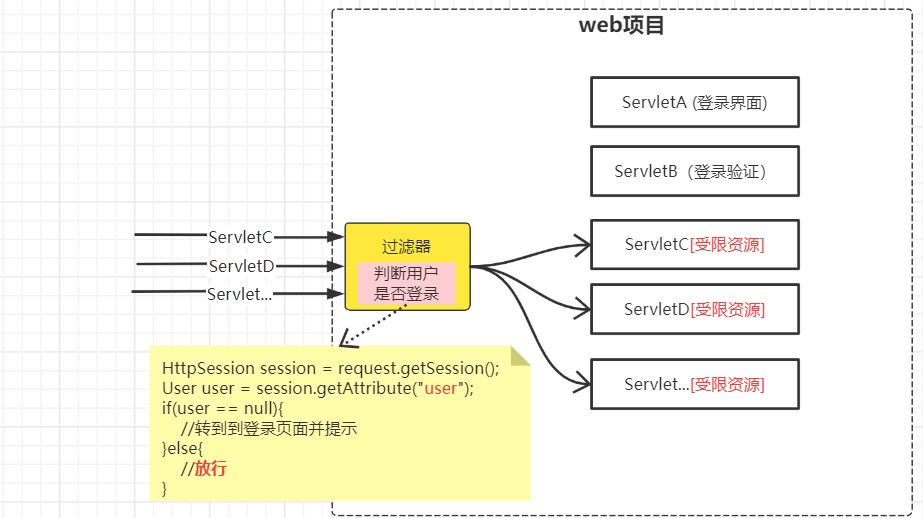 web项目
ServletA (登录界面)
ServletB（登录验证）
ServletC
ServletD
Servlet...
过滤器
判断用户
是否登录
ServletC[受限资源]
ServletD[受限资源]
Servlet...[受限资源]
HttpSession session = request.getSession();
User user = session.getAttribute("user");
if(user == null){
//转到到登录页面并提示
}else{
//放行
}